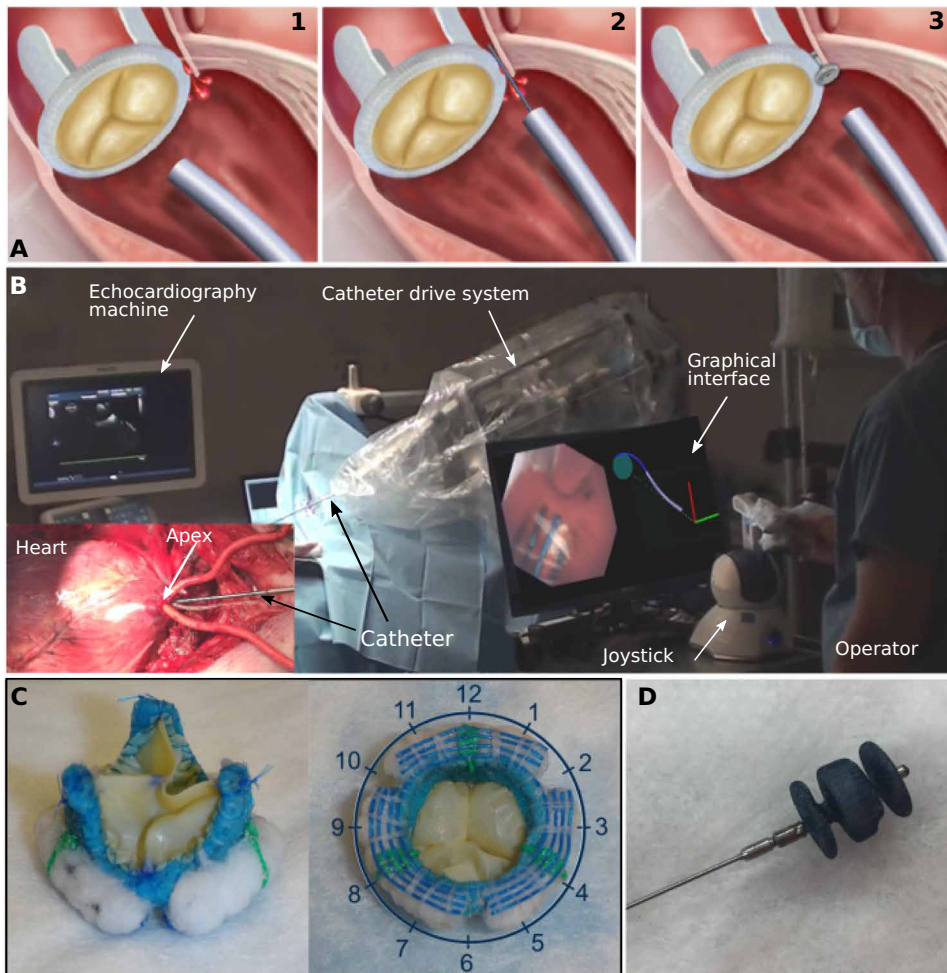 1
2
3
A
B
Echocardiography
machine
Catheter drive system
Graphical
interface
Heart
Apex
Catheter
Joystick
Operator
C
12
1
2
3
4
5
6
7
8
9
10
11
D